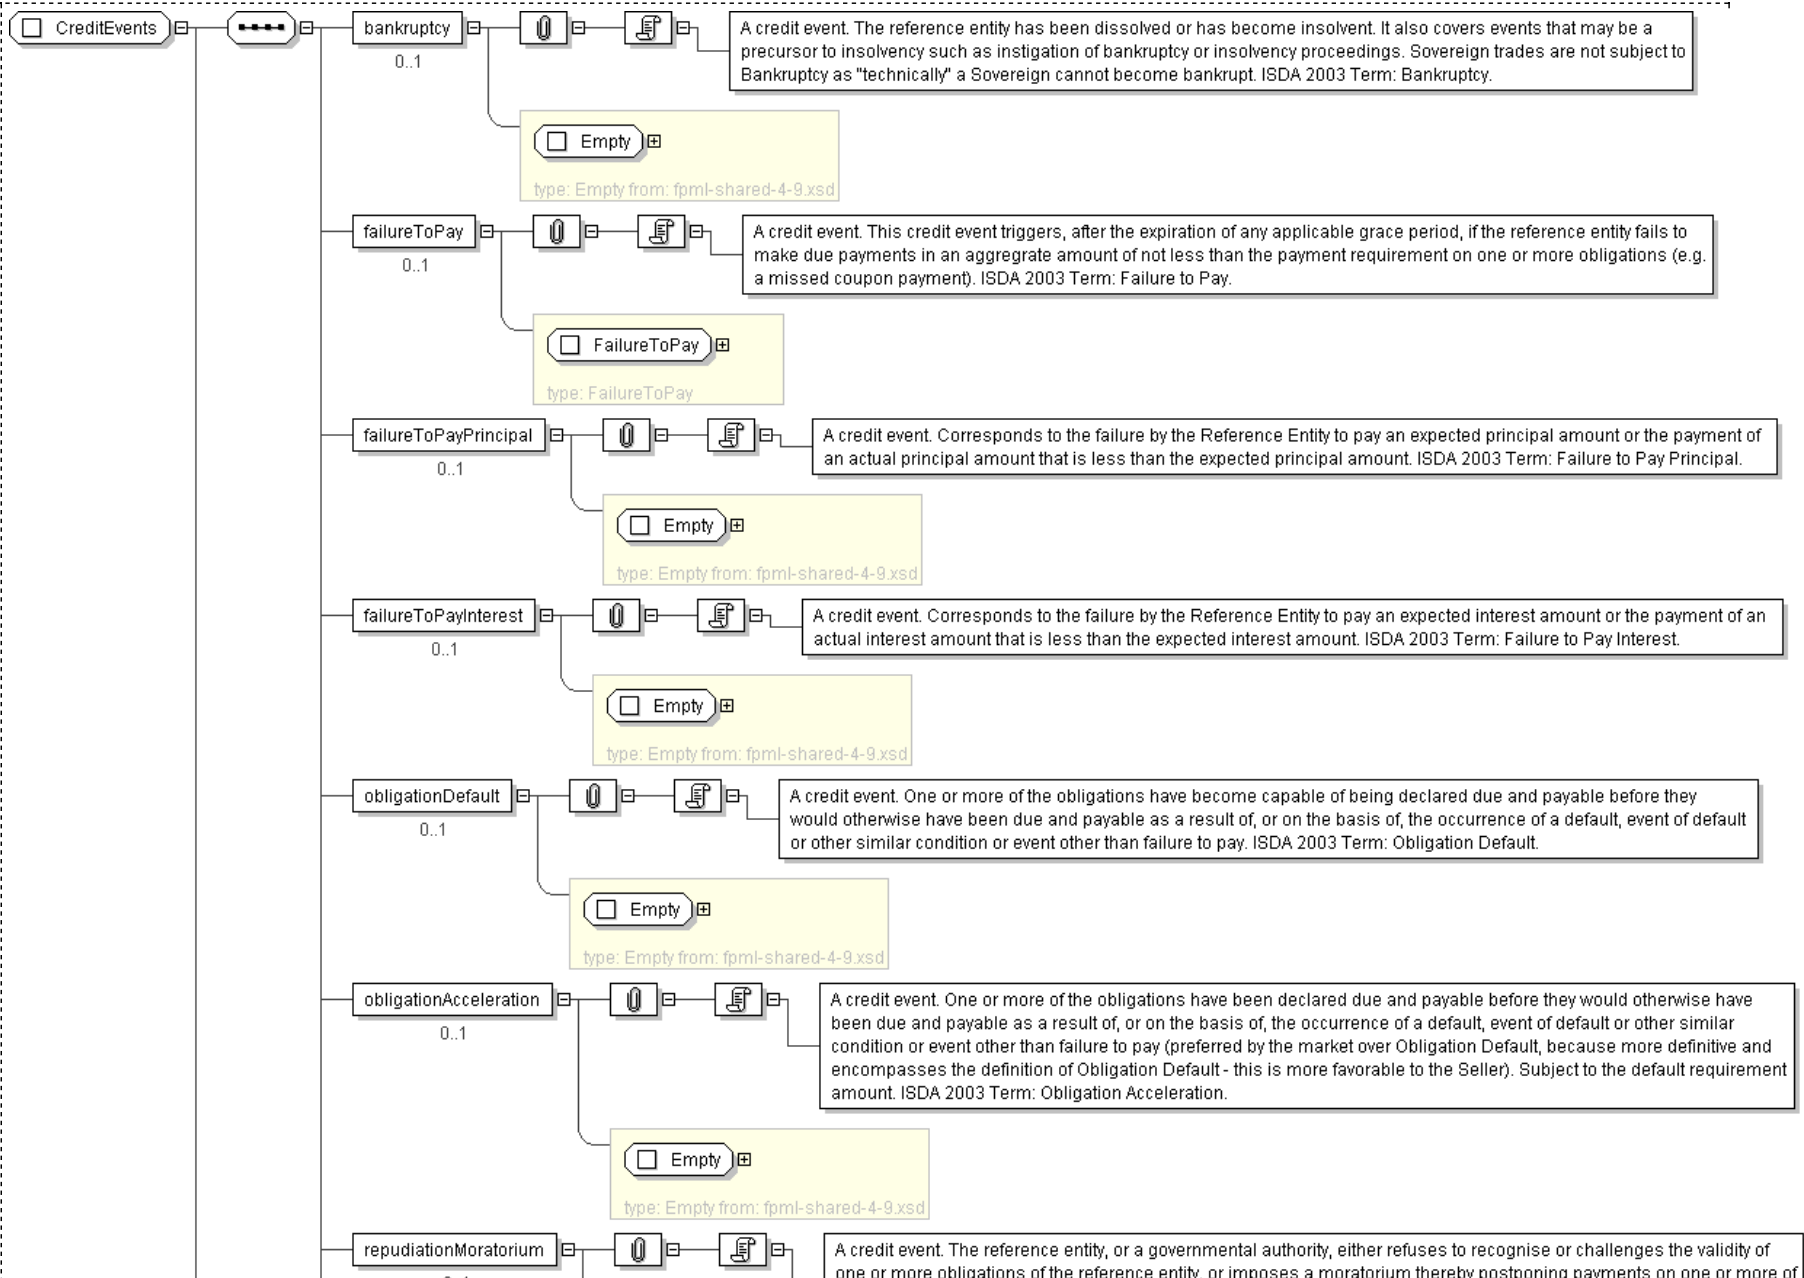 CreditEvents
bankruptcy
0..1
A credit event. The reference entity has been dissolved or has become insolvent. It also covers events that may be a
precursor to insolvency such as instigation of bankruptcy or insolvency proceedings. Sovereign trades are not subject to
Bankruptcy as "technically" a Sovereign cannot become bankrupt. ISDA 2003 Term: Bankruptcy.
Empty
type: Empty from: fpml-shared-4-9.xsd
failureToPay
0..1
A credit event. This credit event triggers, after the expiration of any applicable grace period, if the reference entity fails to
make due payments in an aggregrate amount of not less than the payment requirement on one or more obligations (e.g.
a missed coupon payment). ISDA 2003 Term: Failure to Pay.
FailureToPay
type: FailureToPay
failureToPayPrincipal
0..1
A credit event. Corresponds to the failure by the Reference Entity to pay an expected principal amount or the payment of
an actual principal amount that is less than the expected principal amount. ISDA 2003 Term: Failure to Pay Principal.
Empty
type: Empty from: fpml-shared-4-9.xsd
failureToPayInterest
0..1
A credit event. Corresponds to the failure by the Reference Entity to pay an expected interest amount or the payment of an
actual interest amount that is less than the expected interest amount. ISDA 2003 Term: Failure to Pay Interest.
Empty
type: Empty from: fpml-shared-4-9.xsd
obligationDefault
0..1
A credit event. One or more of the obligations have become capable of being declared due and payable before they
would otherwise have been due and payable as a result of, or on the basis of, the occurrence of a default, event of default
or other similar condition or event other than failure to pay. ISDA 2003 Term: Obligation Default.
Empty
type: Empty from: fpml-shared-4-9.xsd
obligationAcceleration
0..1
A credit event. One or more of the obligations have been declared due and payable before they would otherwise have
been due and payable as a result of, or on the basis of, the occurrence of a default, event of default or other similar
condition or event other than failure to pay (preferred by the market over Obligation Default, because more definitive and
encompasses the definition of Obligation Default - this is more favorable to the Seller). Subject to the default requirement
amount. ISDA 2003 Term: Obligation Acceleration.
Empty
type: Empty from: fpml-shared-4-9.xsd
repudiationMoratorium
A credit event. The reference entity, or a governmental authority, either refuses to recognise or challenges the validity of
one or more obligations of the reference entity, or imposes a moratorium thereby postponing payments on one or more of